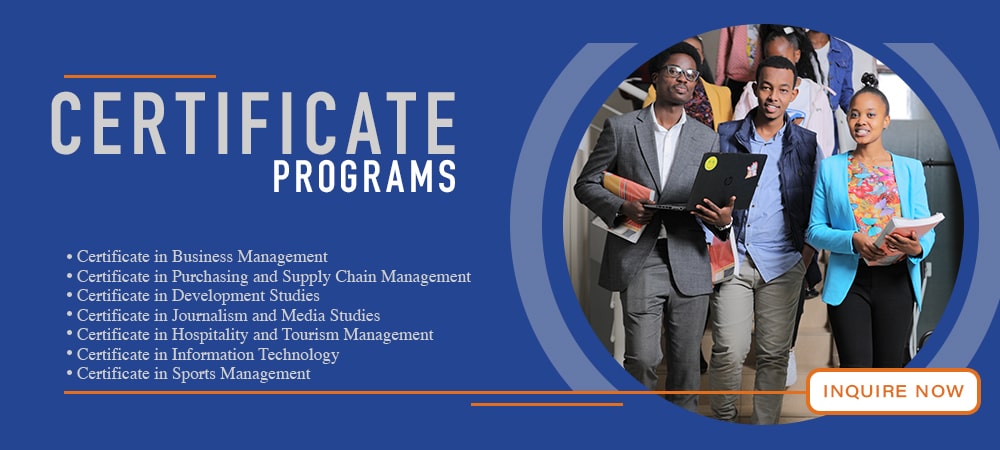 CERTIFICATE
PROGRAMS
• Certificate in Business Management
• Certificate in Purchasing and Supply Chain Management
• Certificate in Development Studies
• Certificate in Journalism and Media Studies
• Certificate in Hospitality and Tourism Management
• Certificate in Information Technology
• Certificate in Sports Management
INQUIRE NOW